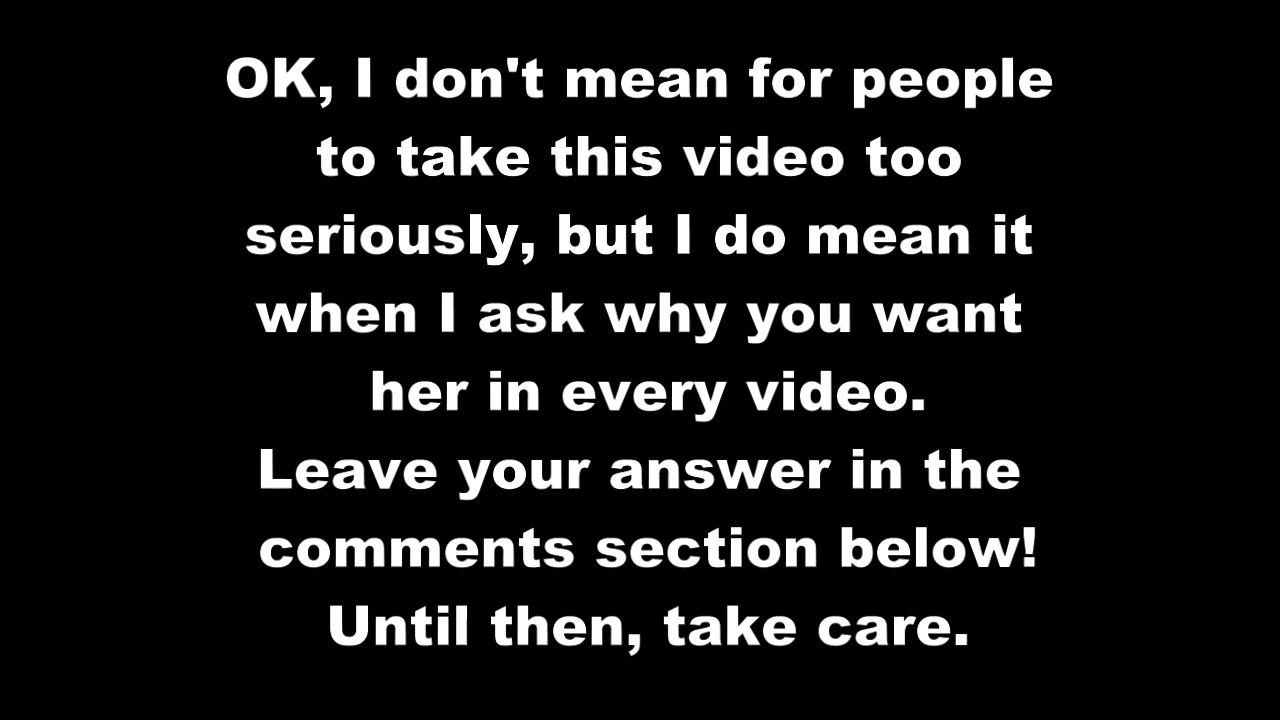 OK, I don't mean for people
to take this video too
seriously, but I do mean it
when I ask why you want
her in every video.
Leave your answer in the
comments section below!
Until then, take care.